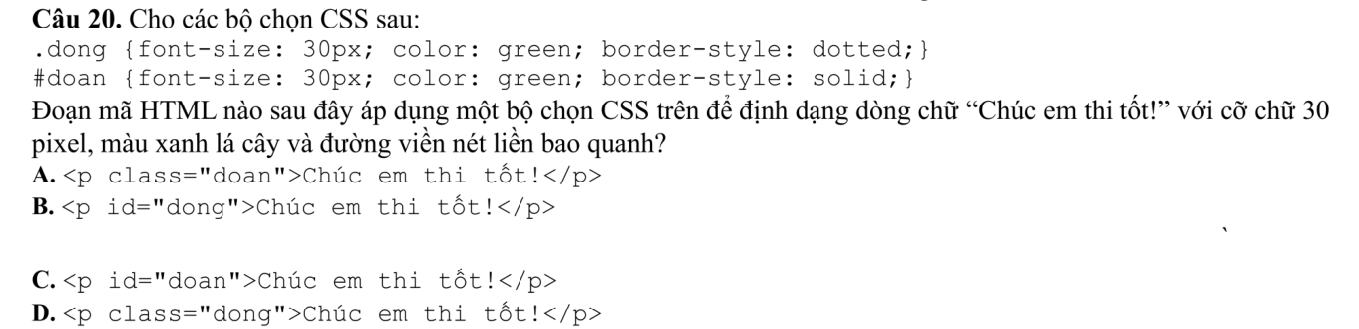 Câu 20. Cho các bộ chọn CSS sau:
.dong {font-size: 30px; color: green; border-style: dotted;}
#doan {font-size: 30px; color: green; border-style: solid;}
Đoạn mã HTML nào sau đây áp dụng một bộ chọn CSS trên để định dạng dòng chữ “Chúc em thi tốt!” với cỡ chữ 30
pixel, màu xanh lá cây và đường viền nét liền bao quanh?
A. <p class="doan">Chúc em thi tốt!</p>
B. <p id="dong">Chúc em thi tốt!</p>
C. <p id="doan">Chúc em thi tốt!</p>
D. <p class="dong">Chúc em thi tốt!</p>